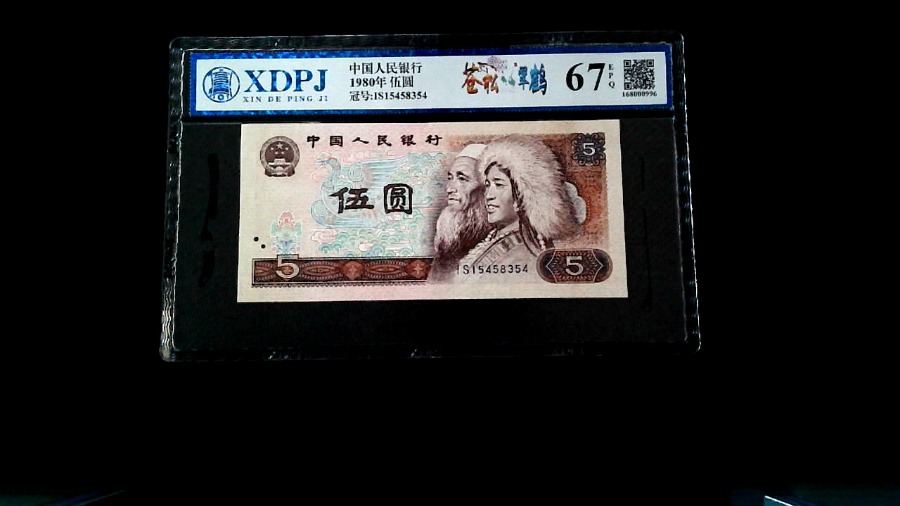 XDPJ
XIN DE PING JI
中国人民银行
1980年 伍圆
冠号:IS15458354
苍松翠鹤
67
EPQ
168000996
中国人民银行
5
伍圆
5
IS15458354
5